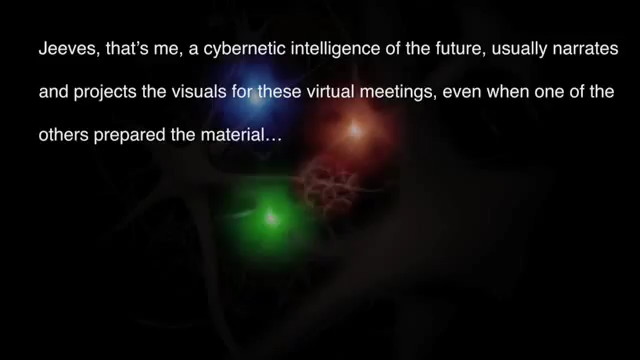 Jeeves, that’s me, a cybernetic intelligence of the future, usually narrates
and projects the visuals for these virtual meetings, even when one of the
others prepared the material…